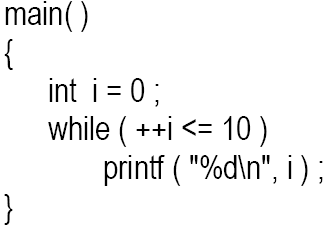 main( )
{
int  i = 0 ;
while ( ++i <= 10 )
printf ( "%d\n", i ) ;
}